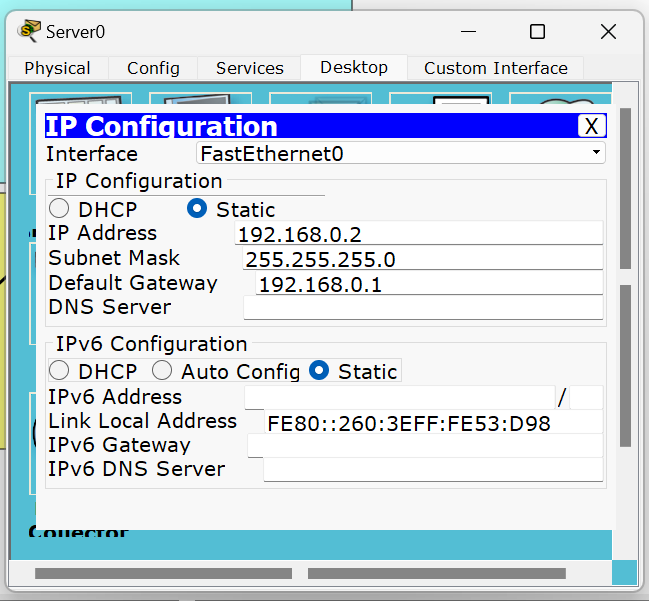 Server0
Physical Config Services Desktop Custom Interface
IP Configuration X
Interface FastEthernet0
IP Configuration
DHCP Static
IP Address 192.168.0.2
Subnet Mask 255.255.255.0
Default Gateway 192.168.0.1
DNS Server
IPv6 Configuration
DHCP Auto Config Static
IPv6 Address /
Link Local Address FE80::260:3EFF:FE53:D98
IPv6 Gateway
IPv6 DNS Server
Collector